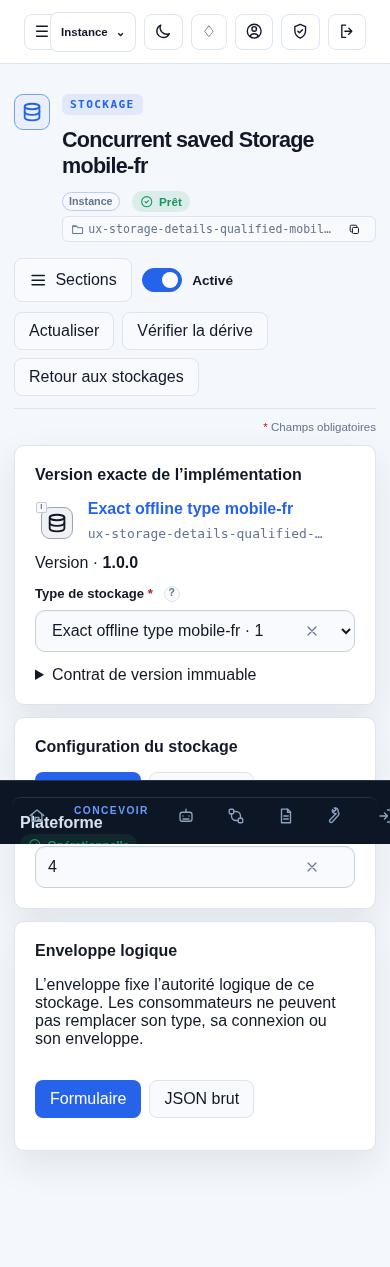 Instance
STOCKAGE
Concurrent saved Storage
mobile-fr
Instance Prêt
ux-storage-details-qualified-mobil…
Sections Activé
Actualiser Vérifier la dérive
Retour aux stockages
* Champs obligatoires
Version exacte de l’implémentation
Exact offline type mobile-fr
ux-storage-details-qualified-…
Version · 1.0.0
Type de stockage * ?
Exact offline type mobile-fr · 1
Contrat de version immuable
Configuration du stockage
CONCEVOIR
Plateforme
Opérationnelle
4
Enveloppe logique
L’enveloppe fixe l’autorité logique de ce
stockage. Les consommateurs ne peuvent
pas remplacer son type, sa connexion ou
son enveloppe.
Formulaire JSON brut